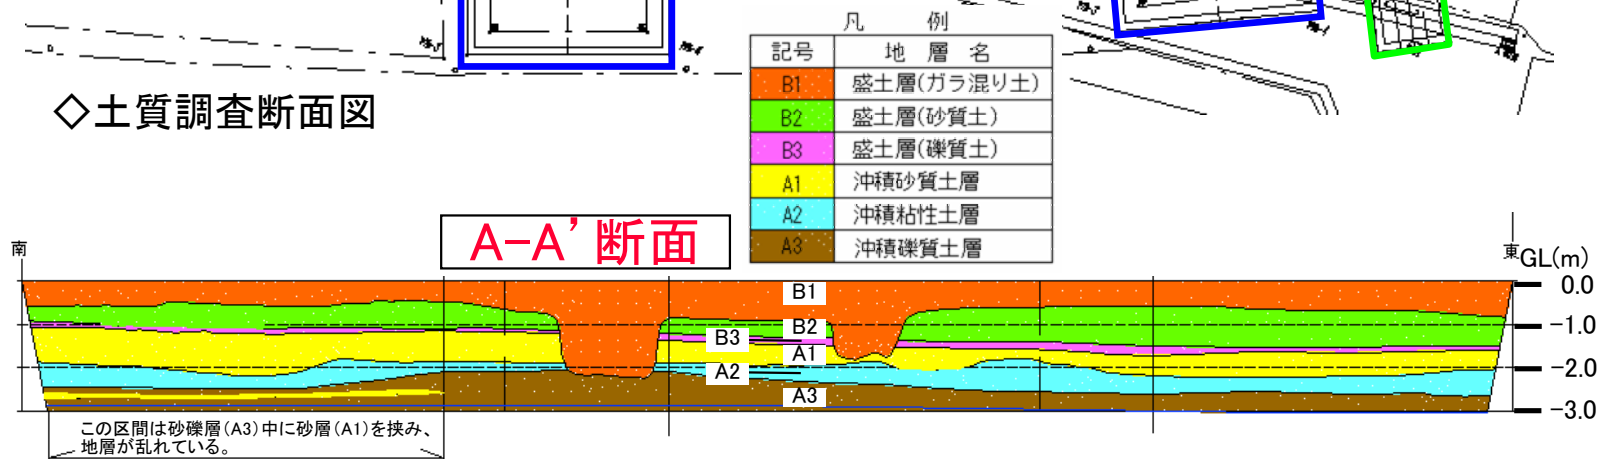 凡 例
記号 地層名
B1 盛土層(ガラ混り土)
B2 盛土層(砂質土)
B3 盛土層(礫質土)
A1 沖積砂質土層
A2 沖積粘性土層
A3 沖積礫質土層
◇土質調査断面図
A-A’断面
南
東
GL(m)
0.0
-1.0
-2.0
-3.0
B1
B2
B3
A1
A2
A3
この区間は砂礫層(A3)中に砂層(A1)を挟み、
地層が乱れている。